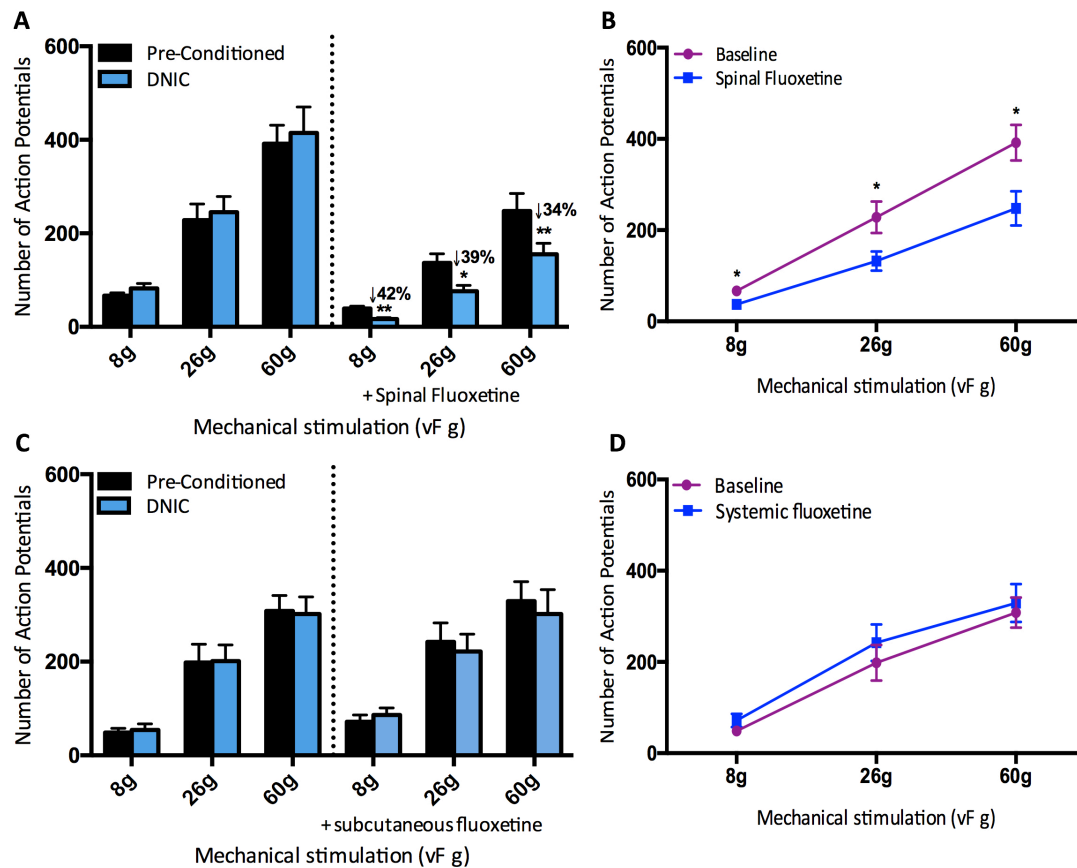 A
600
400
200
0
Number of Action Potentials
Pre-Conditioned
DNIC
↓42%
**
↓39%
*
↓34%
**
8g
26g
60g
8g
26g
60g
+ Spinal Fluoxetine
Mechanical stimulation (vF g)
B
600
400
200
0
Number of Action Potentials
Baseline
Spinal Fluoxetine
*
*
*
8g
26g
60g
Mechanical stimulation (vF g)
C
600
400
200
0
Number of Action Potentials
Pre-Conditioned
DNIC
8g
26g
60g
8g
26g
60g
+ subcutaneous fluoxetine
Mechanical stimulation (vF g)
D
600
400
200
0
Number of Action Potentials
Baseline
Systemic fluoxetine
8g
26g
60g
Mechanical stimulation (vF g)